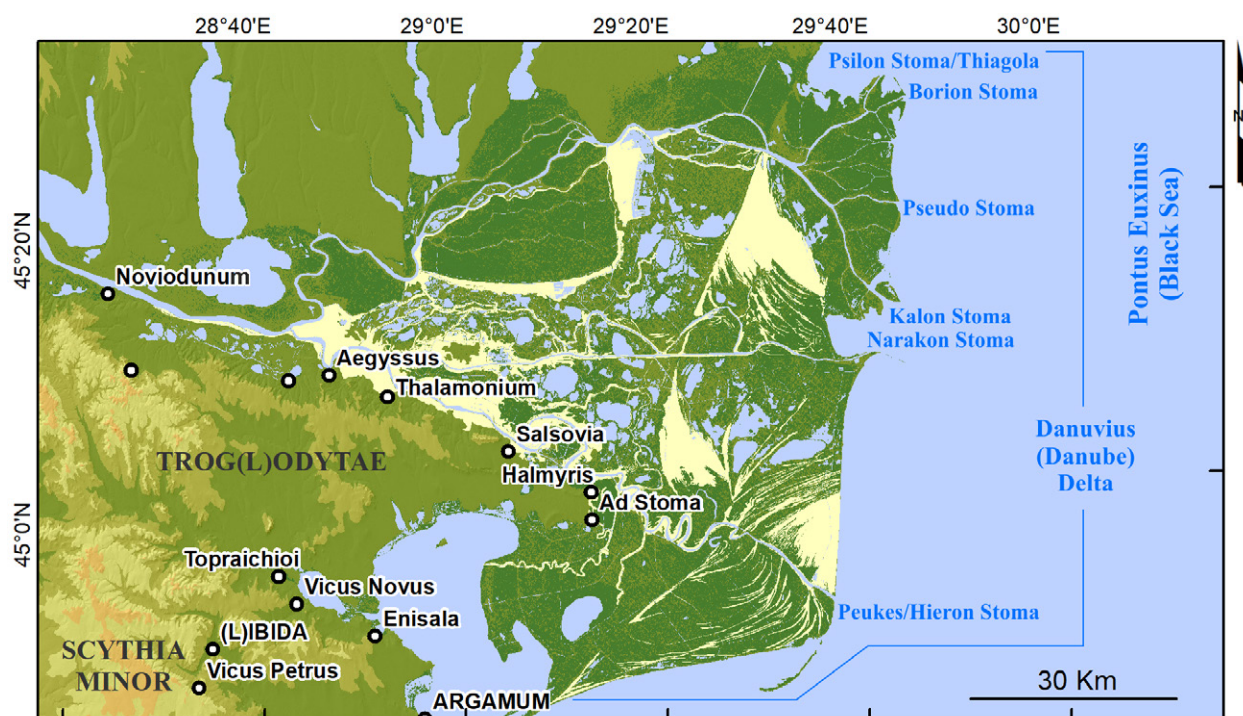 28°40'E
29°0'E
29°20'E
29°40'E
30°0'E
Psilon Stoma/Thiagola
Borion Stoma
N
Pseudo Stoma
Pontus Euxinus
(Black Sea)
45°20'N
Noviodunum
Kalon Stoma
Narakon Stoma
Aegyssus
Thalamonium
Salsovia
Danuvius
(Danube)
Delta
TROG(L)ODYTAE
Halmyris
Ad Stoma
45°0'N
Topraichioi
Vicus Novus
Enisala
Peukes/Hieron Stoma
(L)IBIDA
SCYTHIA
MINOR
Vicus Petrus
30 Km
ARGAMUM